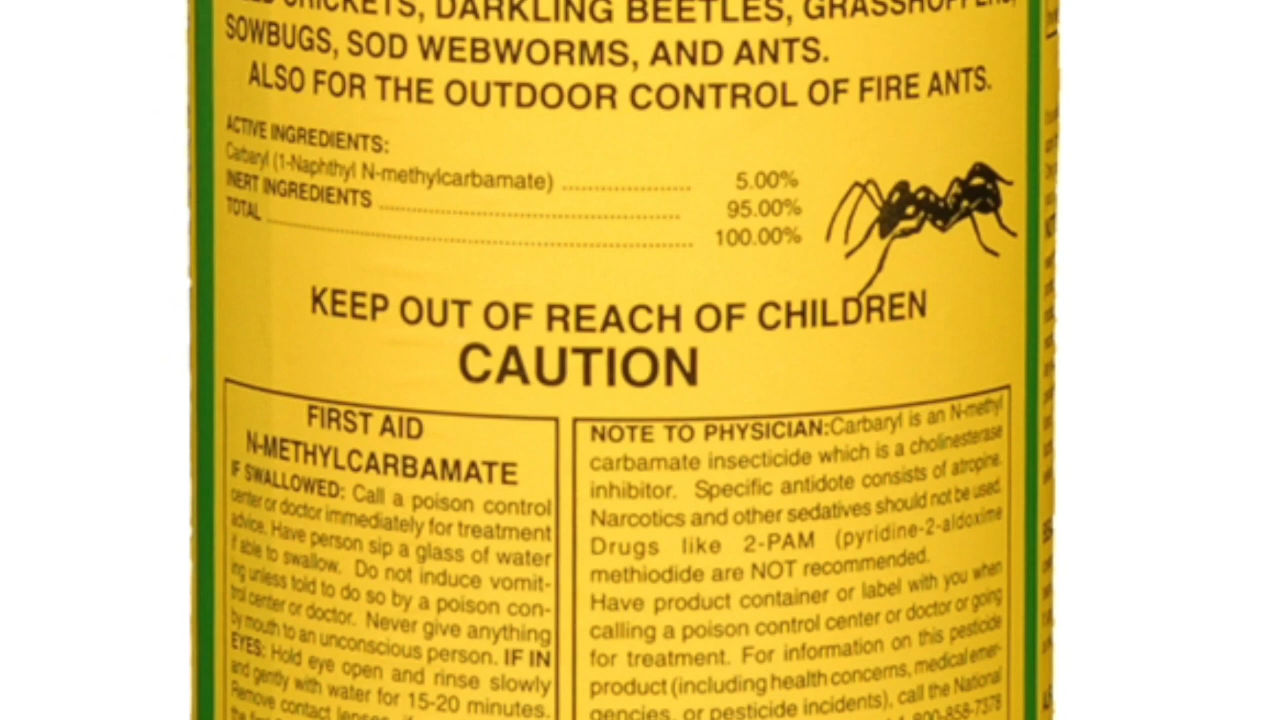 CRICKETS, DARKLING BEETLES, GRASSHOPPERS,
SOWBUGS, SOD WEBWORMS, AND ANTS.
ALSO FOR THE OUTDOOR CONTROL OF FIRE ANTS.
ACTIVE INGREDIENTS:
Carbaryl (1-Naphthyl N-methylcarbamate) .................... 5.00%
INERT INGREDIENTS .................... 95.00%
TOTAL .................... 100.00%
KEEP OUT OF REACH OF CHILDREN
CAUTION
FIRST AID
N-METHYLCARBAMATE
IF SWALLOWED: Call a poison control
center or doctor immediately for treatment
advice. Have person sip a glass of water
if able to swallow. Do not induce vomit-
ing unless told to do so by a poison con-
trol center or doctor. Never give anything
by mouth to an unconscious person. IF IN
EYES: Hold eye open and rinse slowly
and gently with water for 15-20 minutes.
Remove contact lenses,
NOTE TO PHYSICIAN:Carbaryl is an N-methyl
carbamate insecticide which is a cholinesterase
inhibitor. Specific antidote consists of atropine.
Narcotics and other sedatives should not be used.
Drugs like 2-PAM (pyridine-2-aldoxime
methiodide are NOT recommended.
Have product container or label with you when
calling a poison control center or doctor or going
for treatment. For information on this pesticide
product (including health concerns, medical emer-
gencies, or pesticide incidents), call the National
800-858-7378